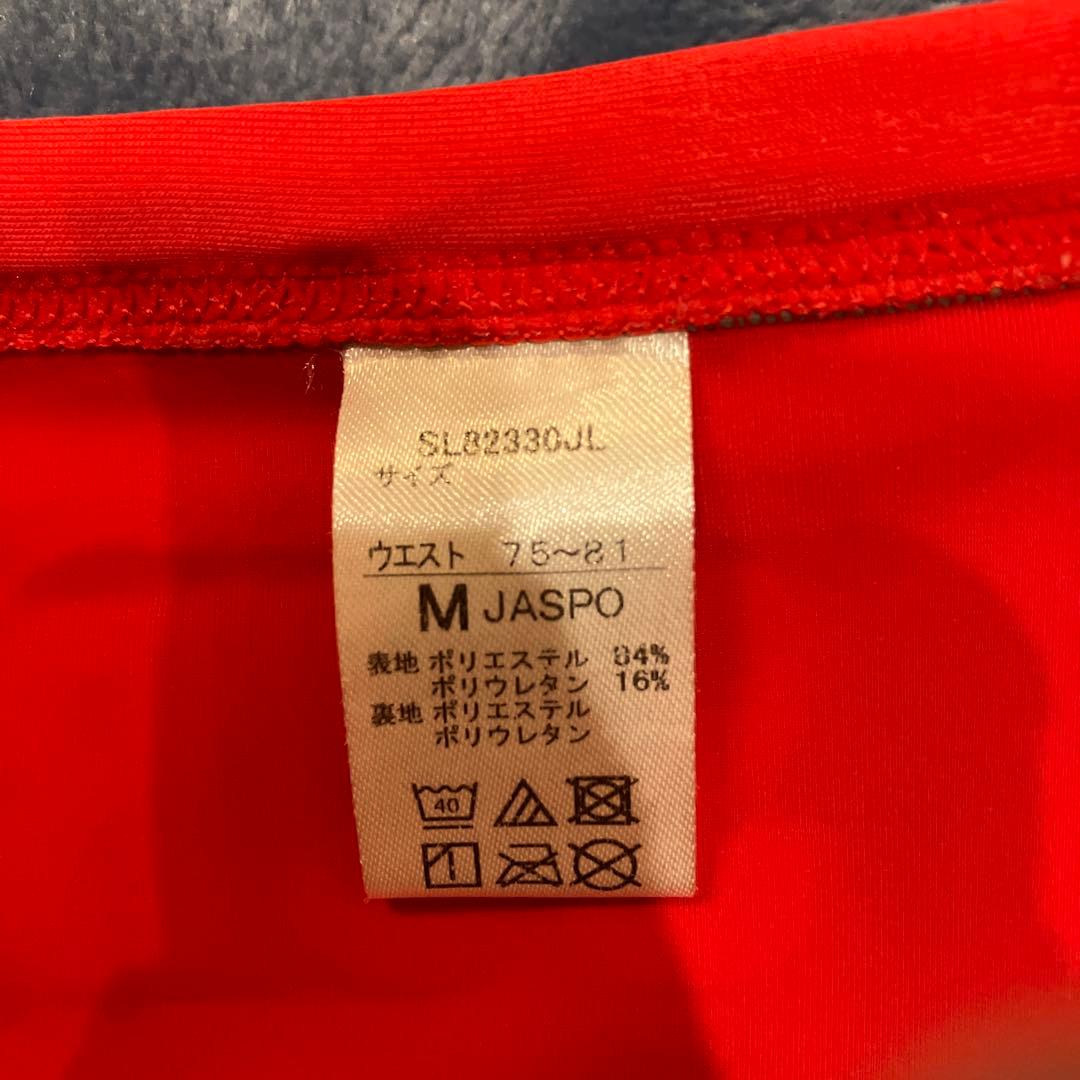 SL82330JL
サイズ
ウエスト 75～81
M JASPO
表地 ポリエステル 84%
ポリウレタン 16%
裏地 ポリエステル
ポリウレタン
40